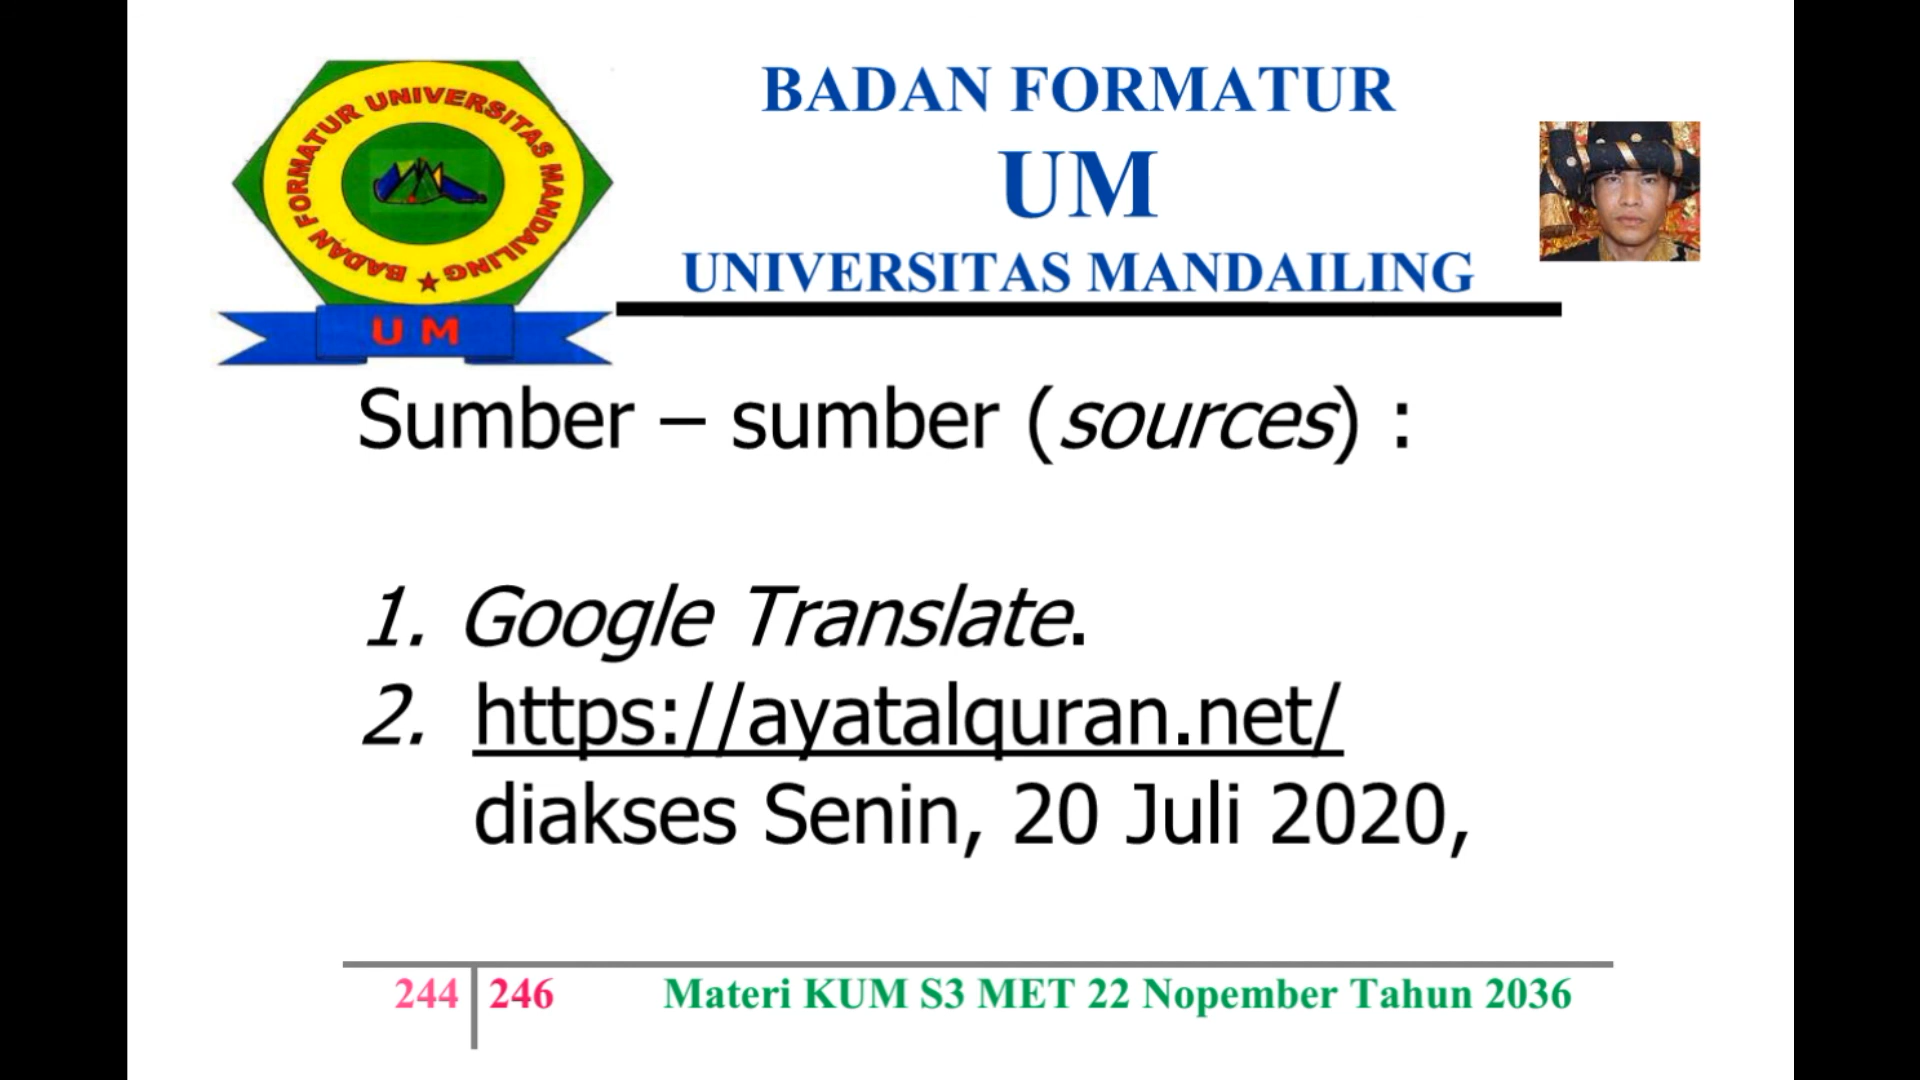 BADAN FORMATUR UNIVERSITAS MANDAILING
U M
BADAN FORMATUR
UM
UNIVERSITAS MANDAILING
Sumber – sumber (sources) :
1. Google Translate.
2. https://ayatalquran.net/
diakses Senin, 20 Juli 2020,
244 246 Materi KUM S3 MET 22 Nopember Tahun 2036